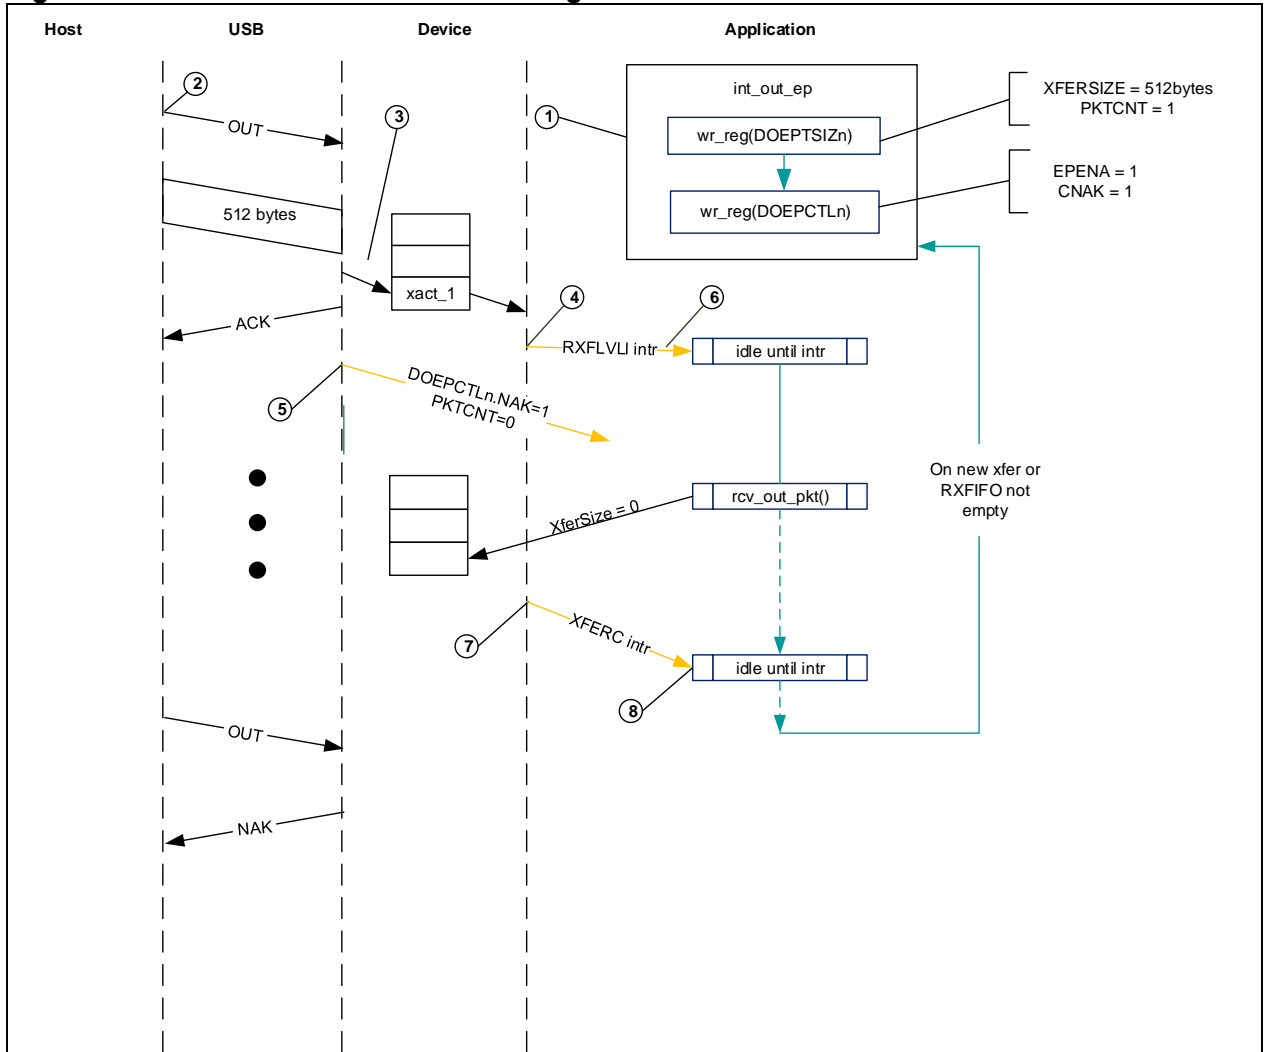 Host
USB
Device
Application
2
OUT
3
1
int_out_ep
wr_reg(DOEPTSIZn)
wr_reg(DOEPCTLn)
XFERSIZE = 512bytes
PKTCNT = 1
EPENA = 1
CNAK = 1
512 bytes
xact_1
ACK
4
6
RXFLVLI intr
idle until intr
5
DOEPCTLn.NAK=1
PKTCNT=0
On new xfer or
RXFIFO not
empty
rcv_out_pkt()
XferSize = 0
7
XFERC intr
idle until intr
8
OUT
NAK